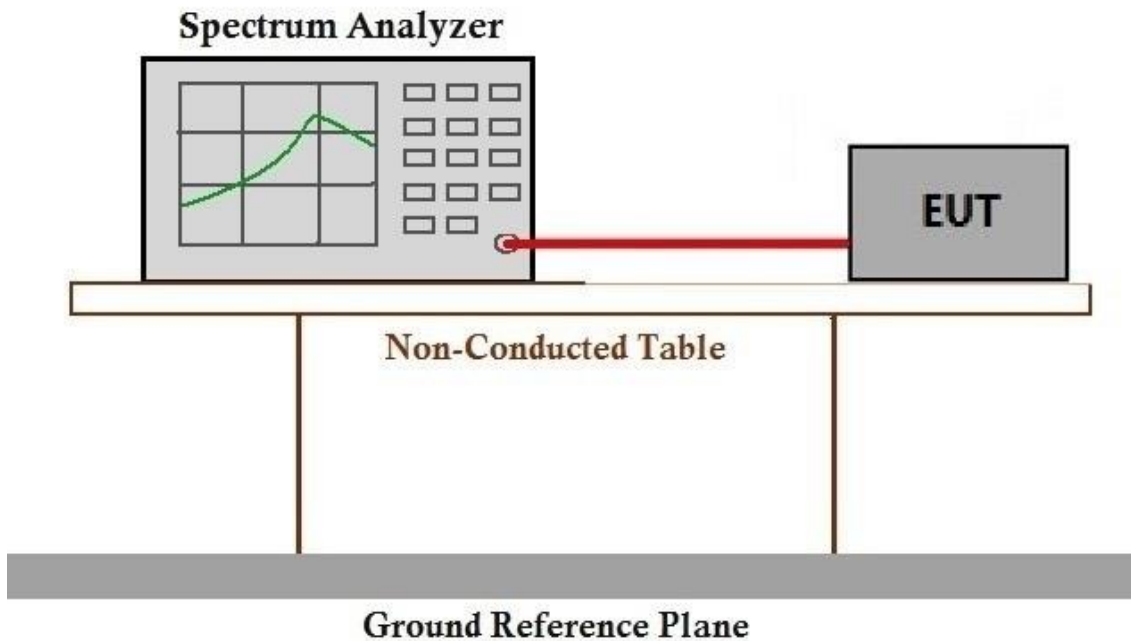 Spectrum Analyzer
EUT
Non-Conducted Table
Ground Reference Plane